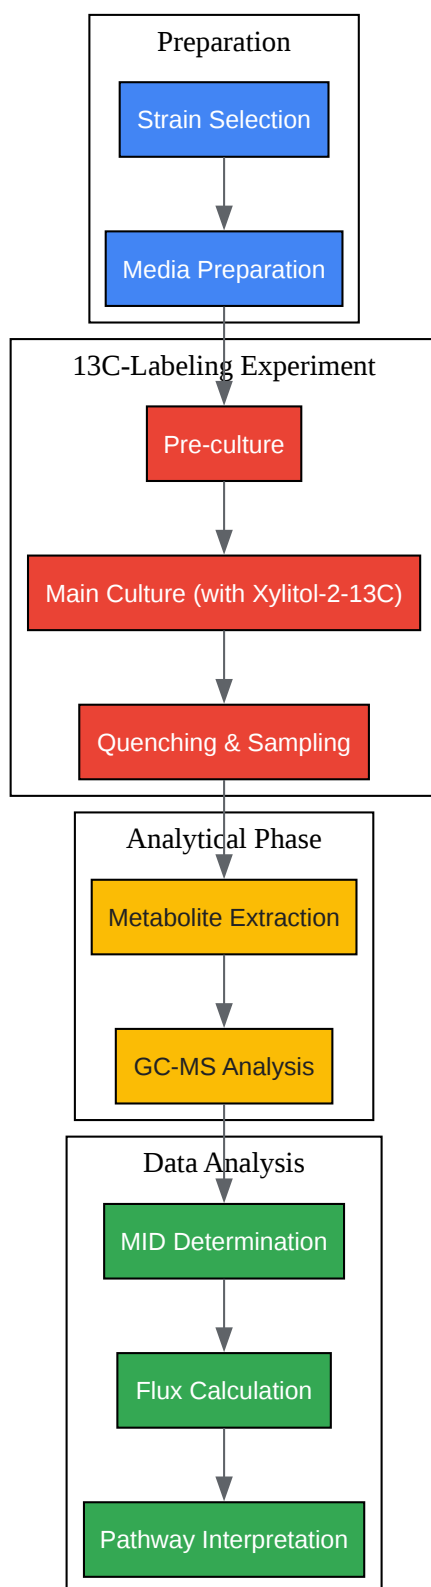 Preparation
Strain Selection
Media Preparation
13C-Labeling Experiment
Pre-culture
Main Culture (with Xylitol-2-13C)
Quenching & Sampling
Analytical Phase
Metabolite Extraction
GC-MS Analysis
Data Analysis
MID Determination
Flux Calculation
Pathway Interpretation